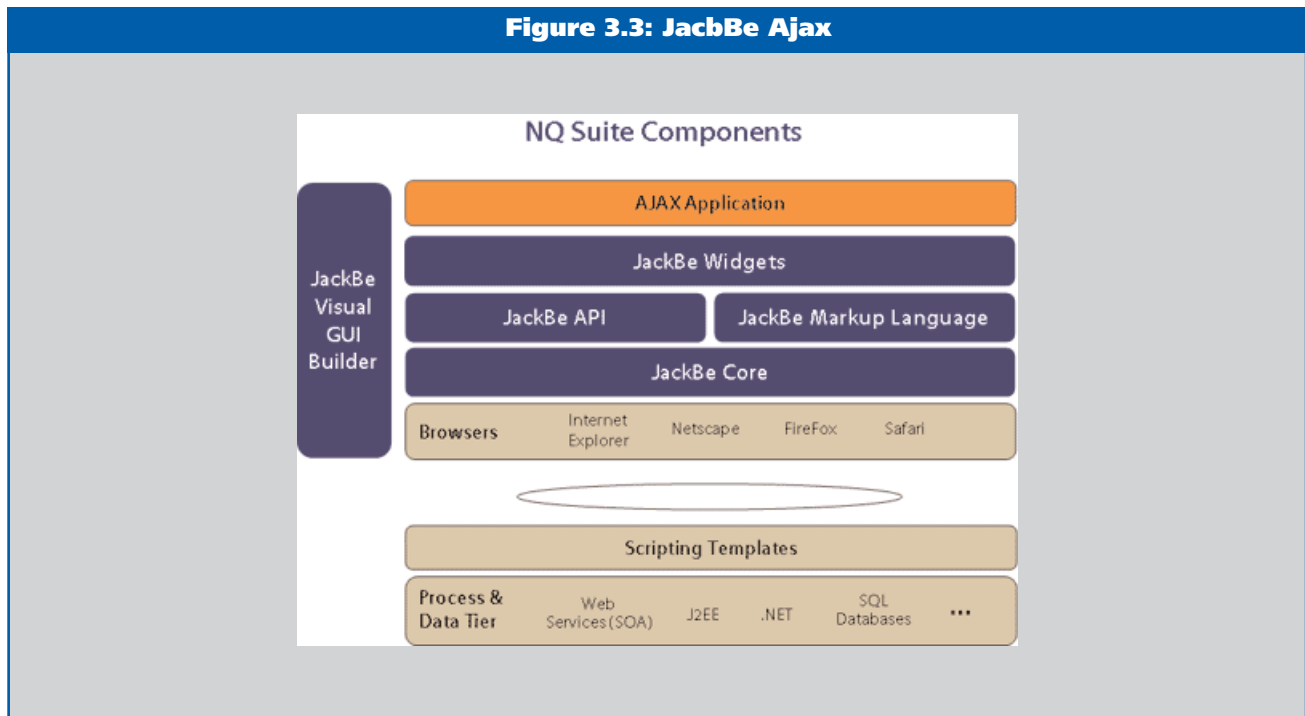 Figure 3.3: JacbBe Ajax
NQ Suite Components
JackBe
Visual
GUI
Builder
AJAX Application
JackBe Widgets
JackBe API
JackBe Markup Language
JackBe Core
Browsers
Internet
Explorer
Netscape
FireFox
Safari
Scripting Templates
Process &
Data Tier
Web
Services (SOA)
J2EE
.NET
SQL
Databases
...